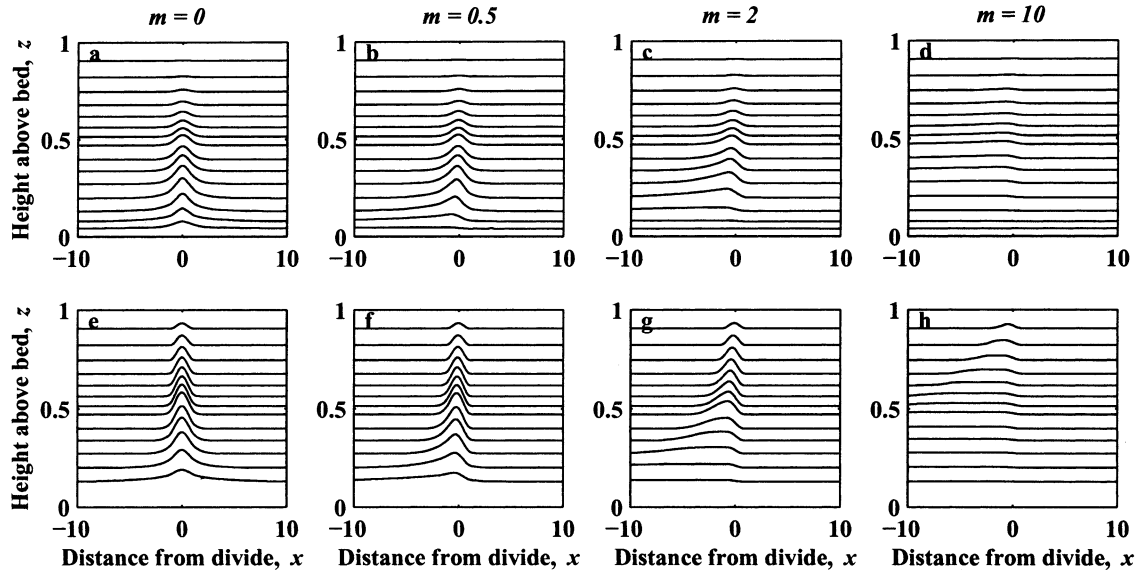 m = 0 m = 0.5 m = 2 m = 10
Height above bed, z
1
0.5
0
a
b
c
d
−10 0 10 −10 0 10 −10 0 10 −10 0 10
Height above bed, z
1
0.5
0
e
f
g
h
1
0.5
0
1
0.5
0
1
0.5
0
1
0.5
0
1
0.5
0
1
0.5
0
−10 0 10 −10 0 10 −10 0 10 −10 0 10
Distance from divide, x Distance from divide, x Distance from divide, x Distance from divide, x